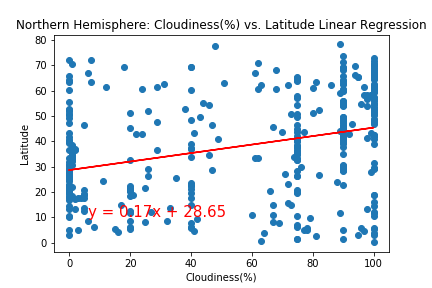 Northern Hemisphere: Cloudiness(%) vs. Latitude Linear Regression
80
70
60
50
40
30
20
10
0
Latitude
y = 0.17x + 28.65
0 20 40 60 80 100
Cloudiness(%)